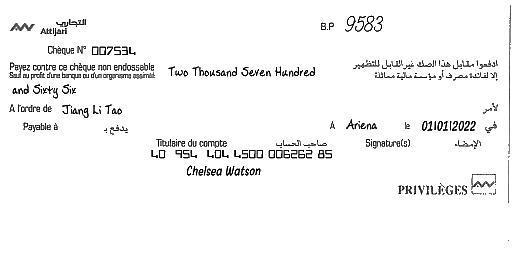 التجاري
Attijari
B.P 9583
Chèque N° 007534
Payez contre ce chèque non endossable
Sauf au profit d'une banque ou d'un organisme assimilé
Two Thousand Seven Hundred
ادفعوا مقابل هذا الصك غير القابل للتظهير
إلا لفائدة مصرف أو مؤسسة مالية مماثلة
and Sixty Six
A l'ordre de Jiang Li Tao لأمر
Payable à يدفع بـ A Ariena le 01/01/2022 في
Titulaire du compte صاحب الحساب Signature(s) الإمضاء
40 954 404 4500 006262 85
Chelsea Watson
PRIVILÈGES